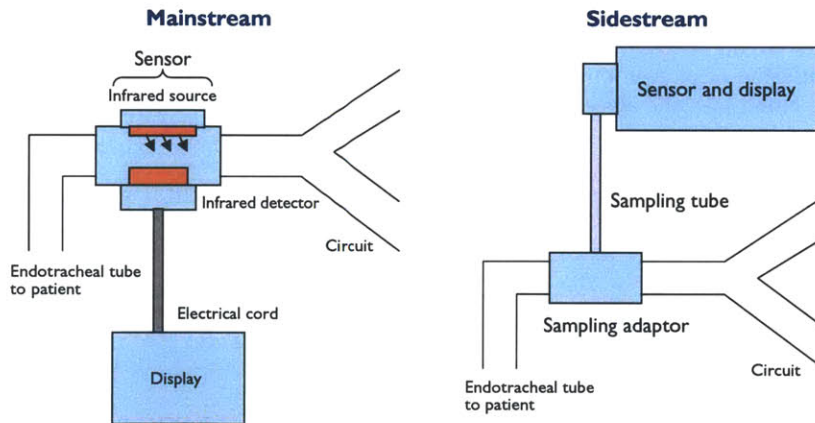 Mainstream
Sensor
Infrared source
Infrared detector
Circuit
Endotracheal tube
to patient
Electrical cord
Display
Sidestream
Sensor and display
Sampling tube
Sampling adaptor
Circuit
Endotracheal tube
to patient